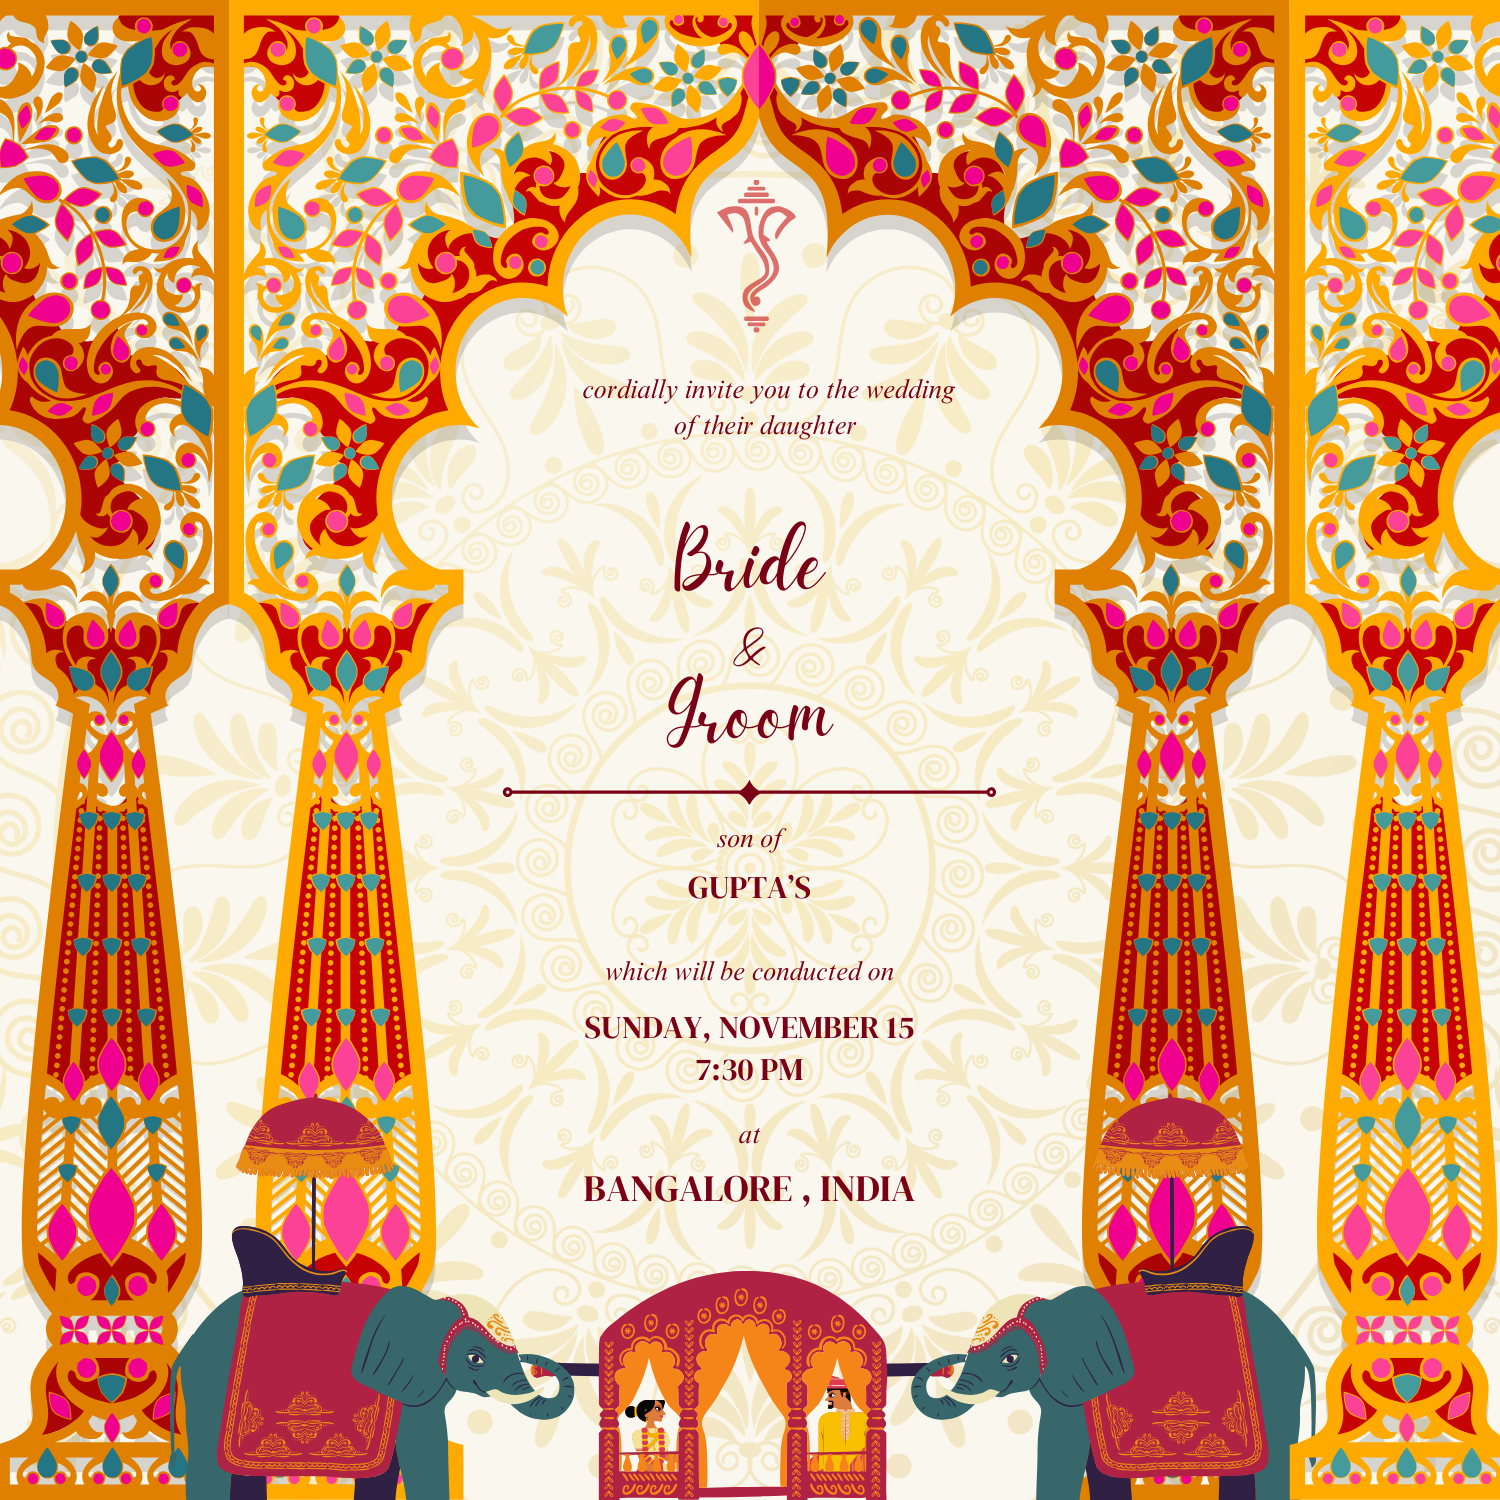 cordially invite you to the wedding
of their daughter
Bride
&
Groom
son of
GUPTA'S
which will be conducted on
SUNDAY, NOVEMBER 15
7:30 PM
at
BANGALORE , INDIA